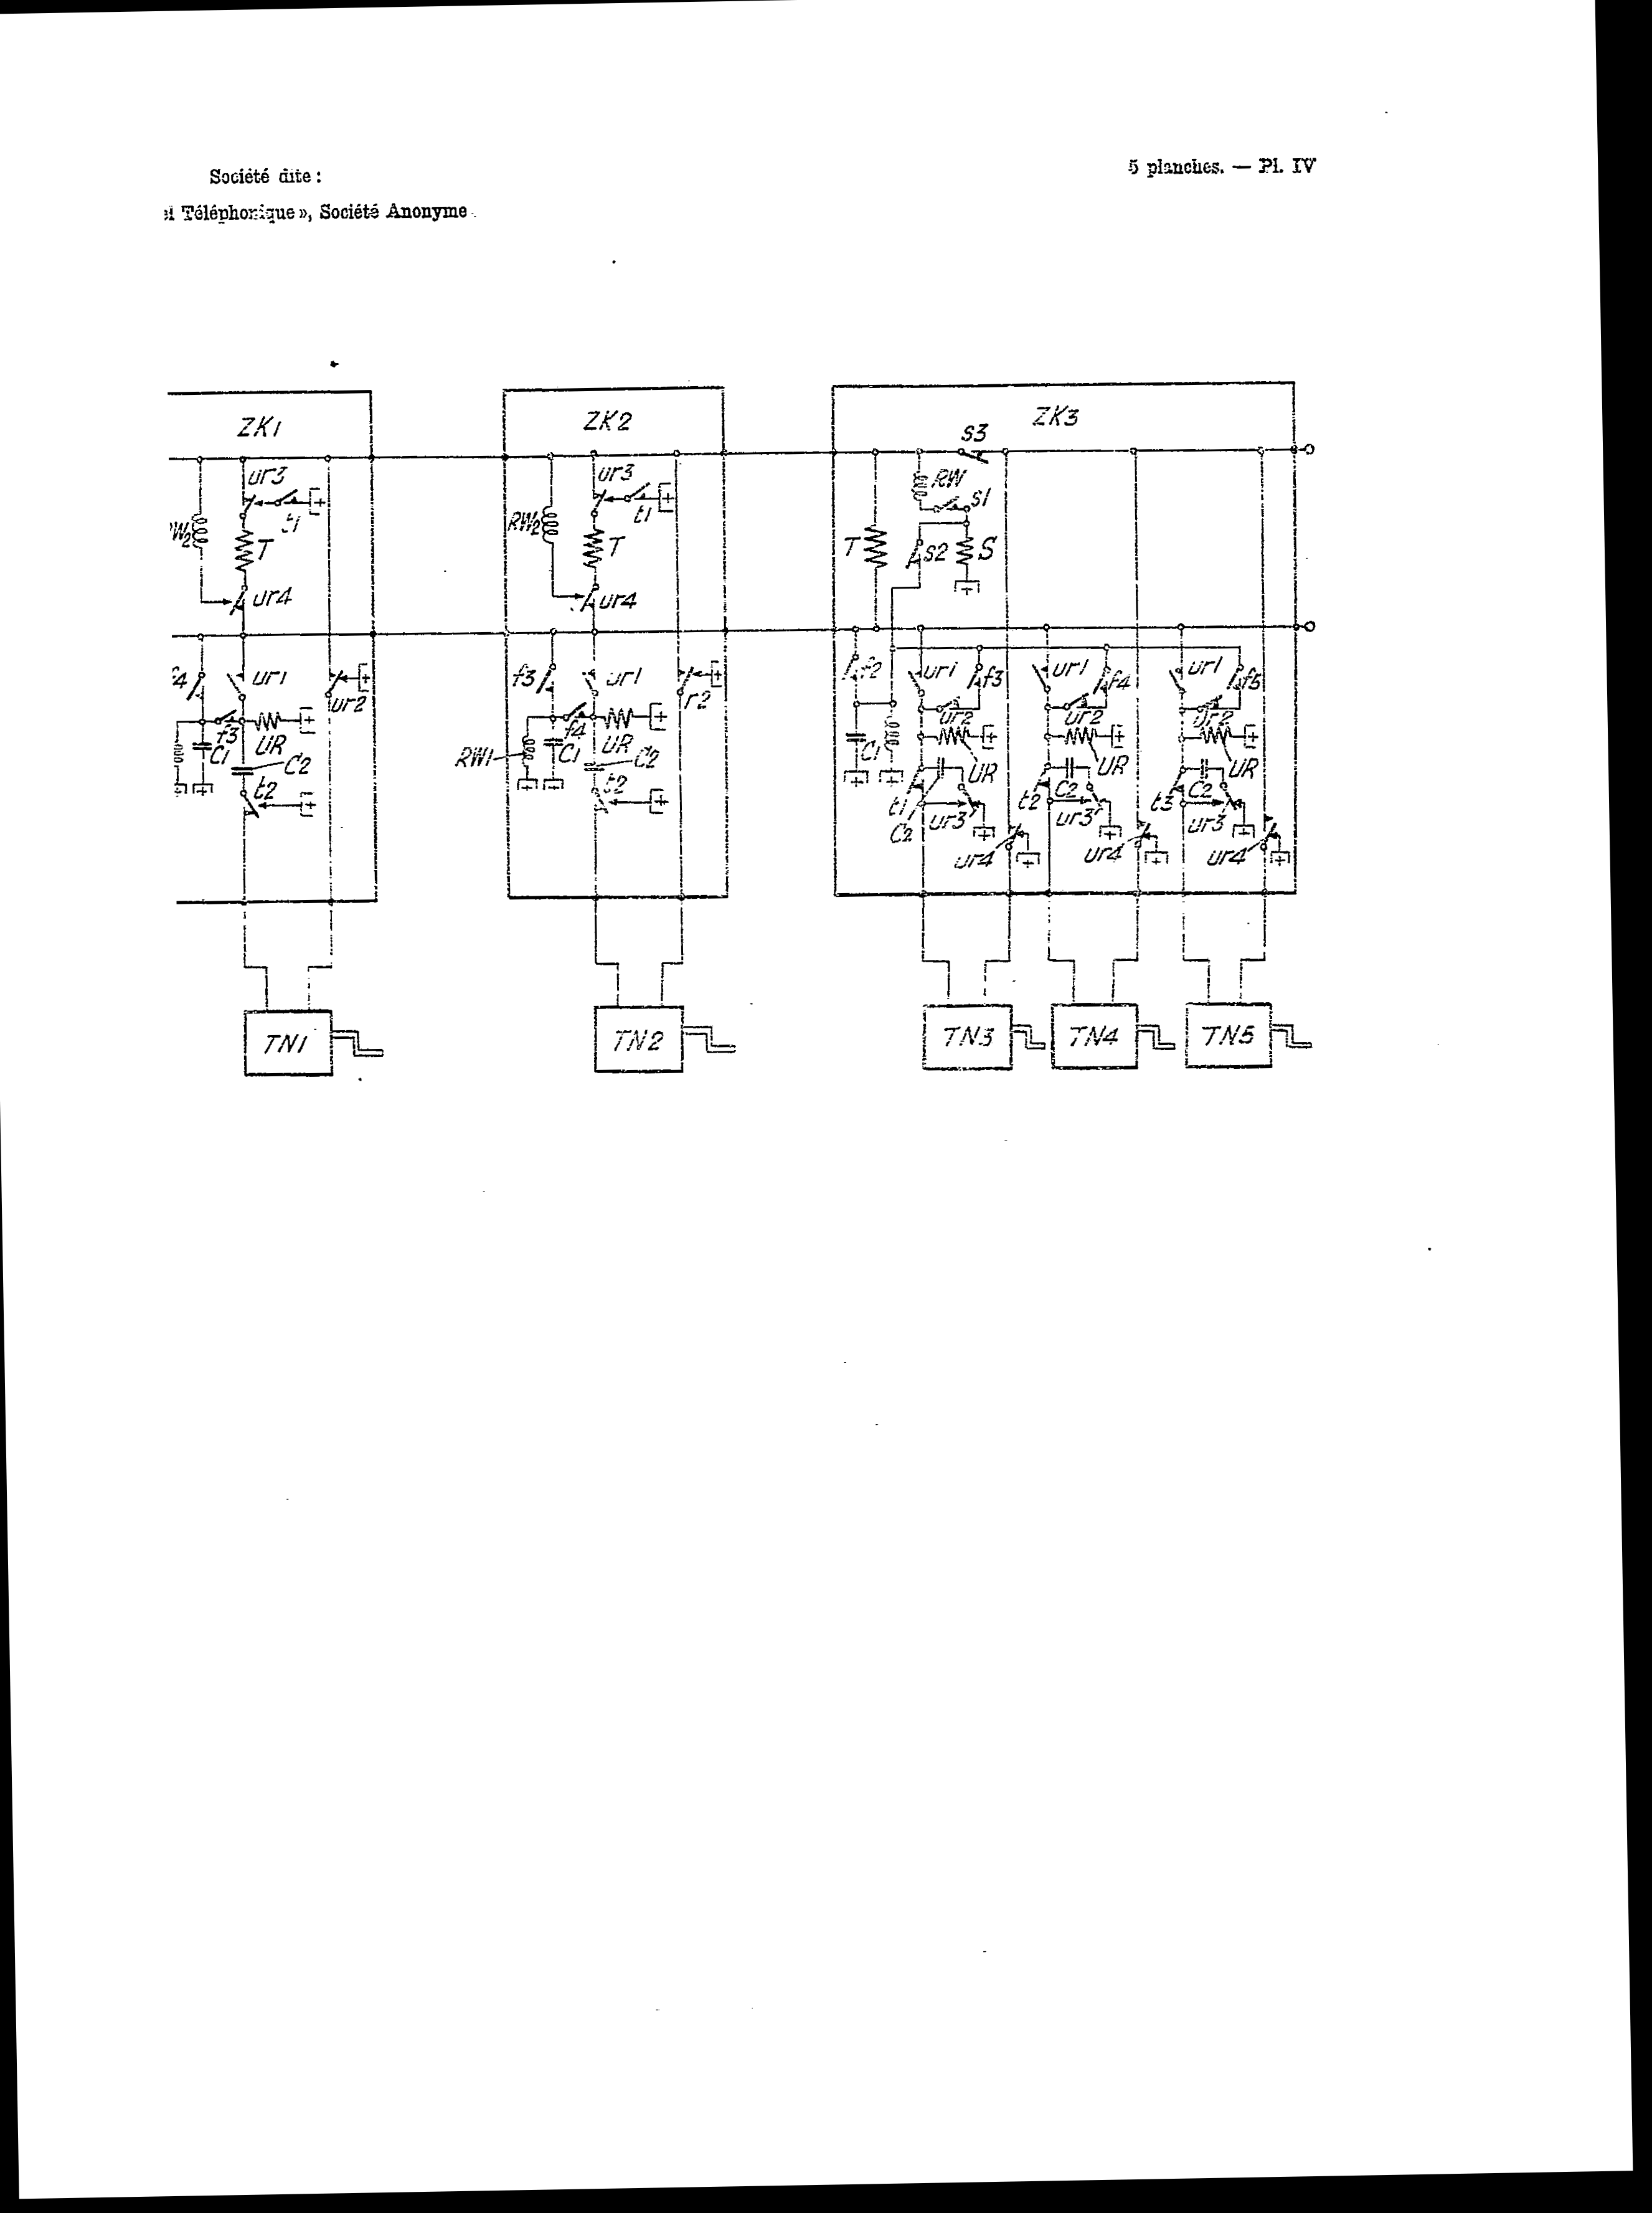 Société dite :
5 planches. — Pl. IV
Téléphonique », Société Anonyme
ZK1
ZK2
ZK3
s3
ur3
ur3
RW
s1
t1
t1
W2
RW2
T
T
T
s2
S
ur4
ur4
f4
ur1
ur2
f3
ur1
r2
f2
ur1
f3
ur1
f4
ur1
f5
f3
C1
UR
f4
C1
UR
RW1
ur2
ur2
ur2
C1
UR
UR
UR
C2
t2
C2
t2
t1
C2
ur3
t2
C2
ur3
t3
C2
ur3
ur4
ur4
ur4
TN1
TN2
TN3
TN4
TN5